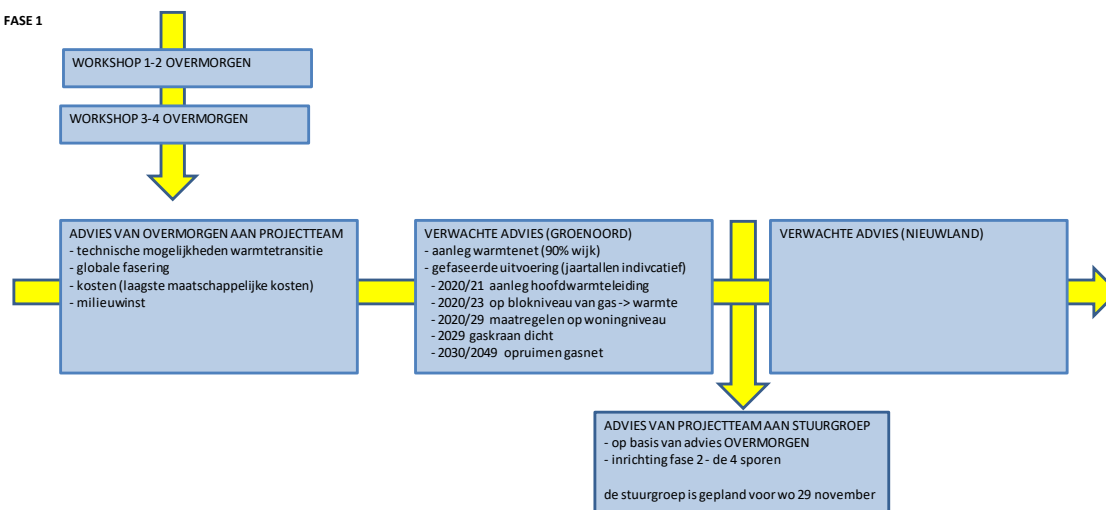 FASE 1
WORKSHOP 1-2 OVERMORGEN
WORKSHOP 3-4 OVERMORGEN
ADVIES VAN OVERMORGEN AAN PROJECTTEAM
- technische mogelijkheden warmtetransitie
- globale fasering
- kosten (laagste maatschappelijke kosten)
- milieuwinst
VERWACHTE ADVIES (GROENOORD)
- aanleg warmtenet (90% wijk)
- gefaseerde uitvoering (jaartallen indivcatief)
- 2020/21 aanleg hoofdwarmteleiding
- 2020/23 op blokniveau van gas -> warmte
- 2020/29 maatregelen op woningniveau
- 2029 gaskraan dicht
- 2030/2049 opruimen gasnet
VERWACHTE ADVIES (NIEUWLAND)
ADVIES VAN PROJECTTEAM AAN STUURGROEP
- op basis van advies OVERMORGEN
- inrichting fase 2 - de 4 sporen
de stuurgroep is gepland voor wo 29 november